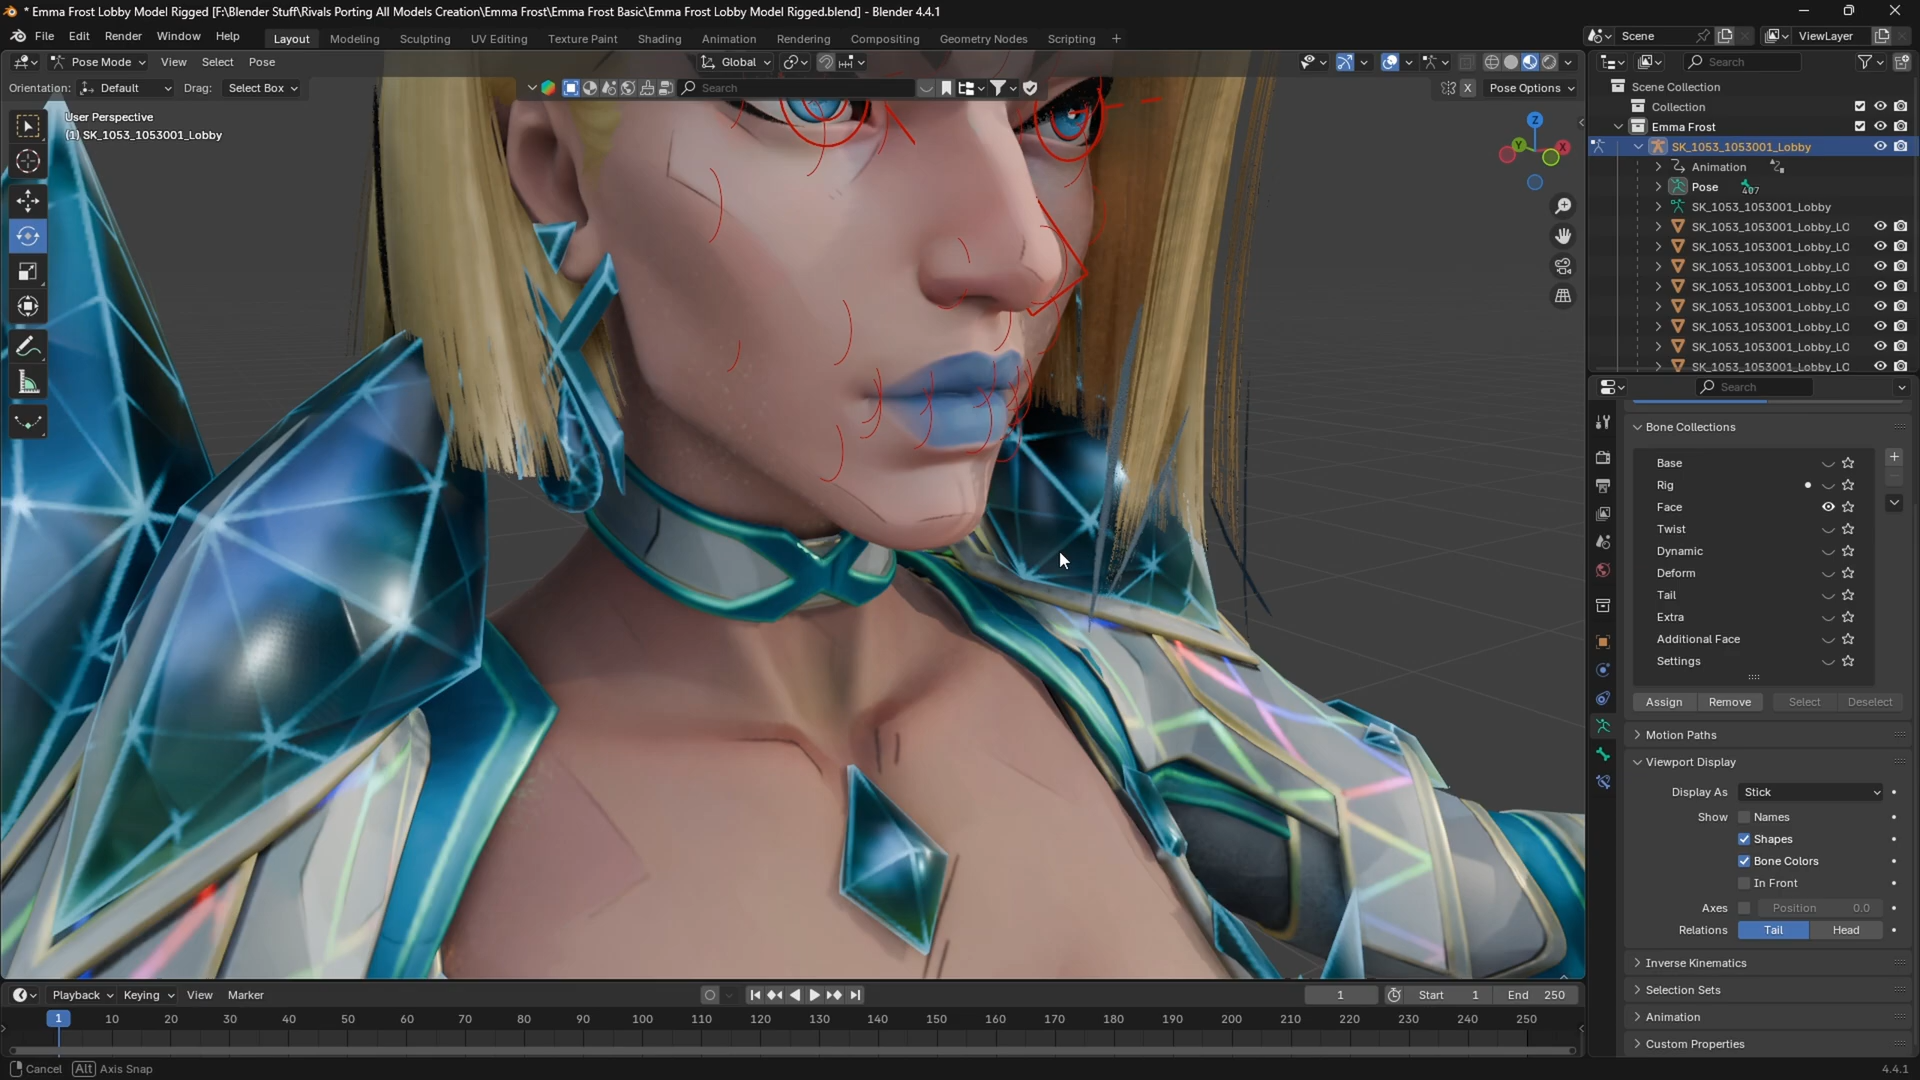 * Emma Frost Lobby Model Rigged [F:\Blender Stuff\Rivals Porting All Models Creation\Emma Frost\Emma Frost Basic\Emma Frost Lobby Model Rigged.blend] - Blender 4.4.1
File Edit Render Window Help Layout Modeling Sculpting UV Editing Texture Paint Shading Animation Rendering Compositing Geometry Nodes Scripting + Scene ViewLayer
Pose Mode View Select Pose Global Search
Orientation: Default Drag: Select Box Search X Pose Options
User Perspective
(1) SK_1053_1053001_Lobby
Z
Y
X
Scene Collection
Collection
Emma Frost
SK_1053_1053001_Lobby
Animation 2
Pose 407
SK_1053_1053001_Lobby
SK_1053_1053001_Lobby_LO
SK_1053_1053001_Lobby_LO
SK_1053_1053001_Lobby_LO
SK_1053_1053001_Lobby_LO
SK_1053_1053001_Lobby_LO
SK_1053_1053001_Lobby_LO
SK_1053_1053001_Lobby_LO
SK_1053_1053001_Lobby_LO
Search
Bone Collections
Base
Rig
Face
Twist
Dynamic
Deform
Tail
Extra
Additional Face
Settings
Assign Remove Select Deselect
Motion Paths
Viewport Display
Display As Stick
Show Names
Shapes
Bone Colors
In Front
Axes Position 0.0
Relations Tail Head
Inverse Kinematics
Selection Sets
Animation
Custom Properties
Playback Keying View Marker 1 Start 1 End 250
1 10 20 30 40 50 60 70 80 90 100 110 120 130 140 150 160 170 180 190 200 210 220 230 240 250
Cancel Alt Axis Snap 4.4.1